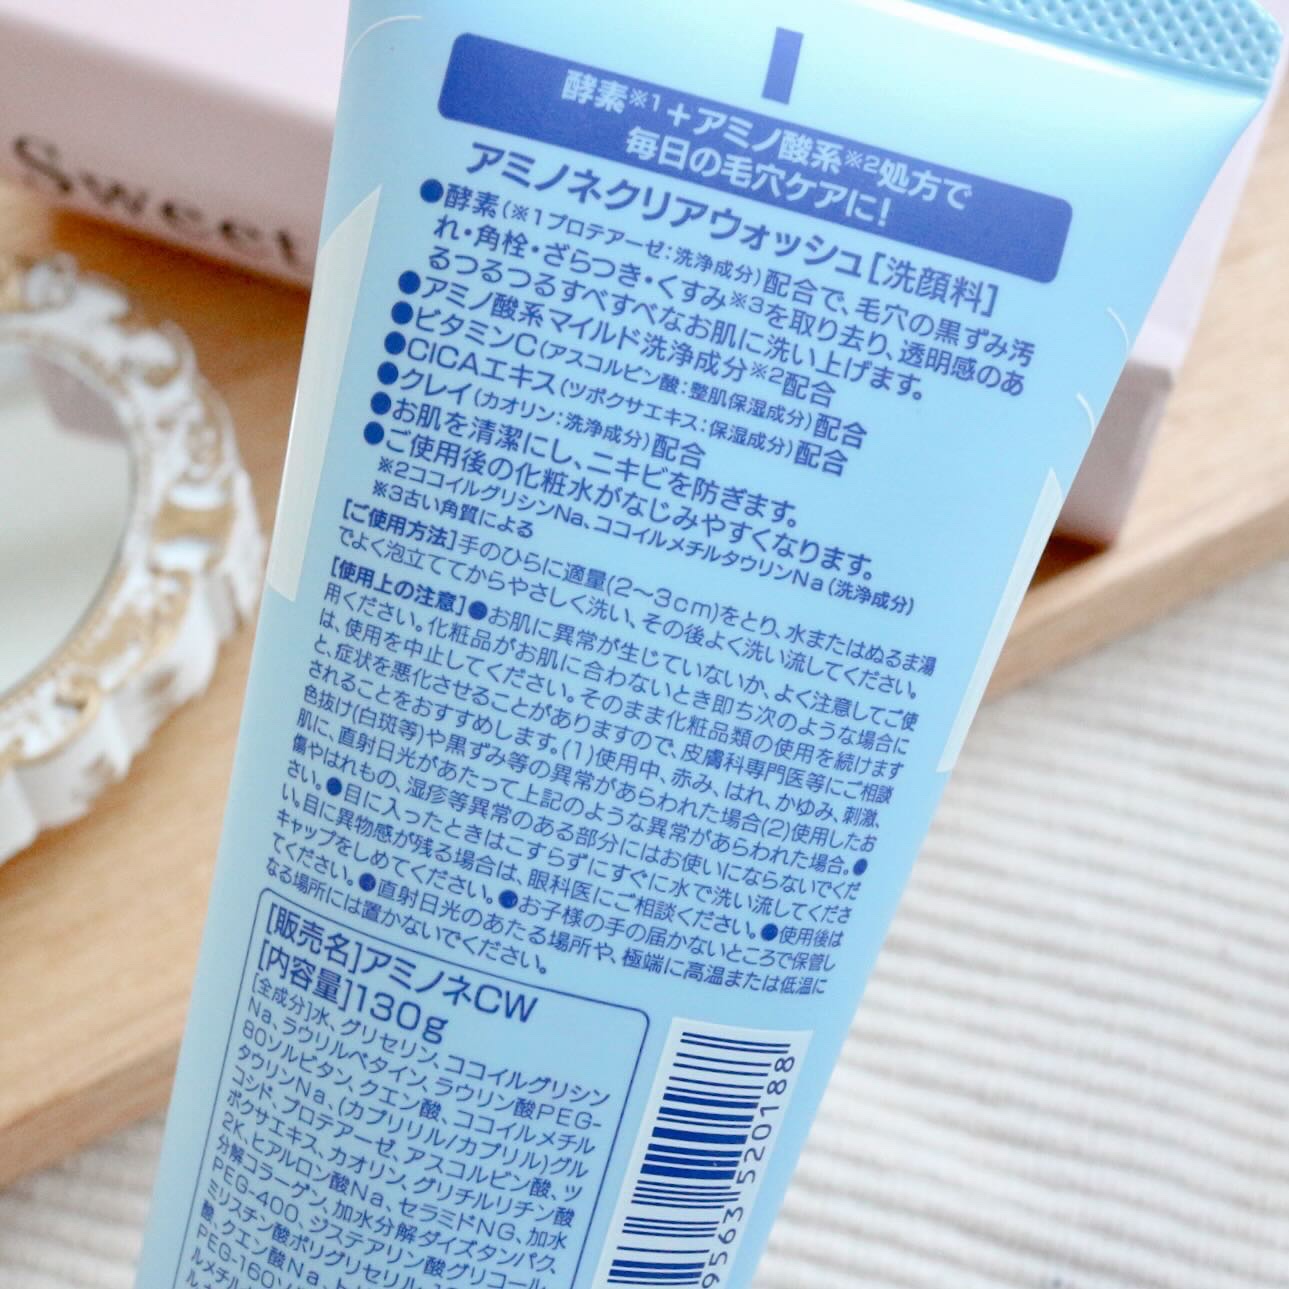 Sweet
酵素※1+アミノ酸系※2処方で
毎日の毛穴ケアに!
アミノネクリアウォッシュ[洗顔料]
●酵素(※1プロテアーゼ:洗浄成分)配合で、毛穴の黒ずみ汚
れ・角栓・ざらつき・くすみ※3を取り去り、透明感のあ
るつるつるすべすべなお肌に洗い上げます。
●アミノ酸系マイルド洗浄成分※2配合
●ビタミンC(アスコルビン酸:整肌保湿成分)配合
●CICAエキス(ツボクサエキス:保湿成分)配合
●クレイ(カオリン:洗浄成分)配合
●お肌を清潔にし、ニキビを防ぎます。
●ご使用後の化粧水がなじみやすくなります。
※2ココイルグリシンNa、ココイルメチルタウリンNa(洗浄成分)
※3古い角質による
[ご使用方法]手のひらに適量(2〜3cm)をとり、水またはぬるま湯
でよく泡立ててからやさしく洗い、その後よく洗い流してください。
[使用上の注意]●お肌に異常が生じていないか、よく注意してご使
用ください。化粧品がお肌に合わないとき即ち次のような場合に
は、使用を中止してください。そのまま化粧品類の使用を続けます
と、症状を悪化させることがありますので、皮膚科専門医等にご相談
されることをおすすめします。(1)使用中、赤み、はれ、かゆみ、刺激、
色抜け(白斑等)や黒ずみ等の異常があらわれた場合(2)使用したお
肌に、直射日光があたって上記のような異常があらわれた場合。●
傷やはれもの、湿疹等異常のある部分にはお使いにならないでくだ
さい。●目に入ったときはこすらずにすぐに水で洗い流してくださ
い。目に異物感が残る場合は、眼科医にご相談ください。●使用後は
キャップをしめてください。●お子様の手の届かないところで保管し
てください。●直射日光のあたる場所や、極端に高温または低温に
なる場所には置かないでください。
[販売名]アミノネCW
[内容量]130g
[全成分]水、グリセリン、ココイルグリシン
Na、ラウリルベタイン、ラウリン酸PEG-
80ソルビタン、クエン酸、ココイルメチル
タウリンNa、(カプリリル/カプリル)グル
コシド、プロテアーゼ、アスコルビン酸、ツ
ボクサエキス、カオリン、グリチルリチン酸
2K、ヒアルロン酸Na、セラミドNG、加水
分解コラーゲン、加水分解ダイズタンパク、
PEG-400、ジステアリン酸グリコール、
ミリスチン酸ポリグリセリル-10
酸、クエン酸Na、
PEG-160ソ
ルメチル
9563 520188